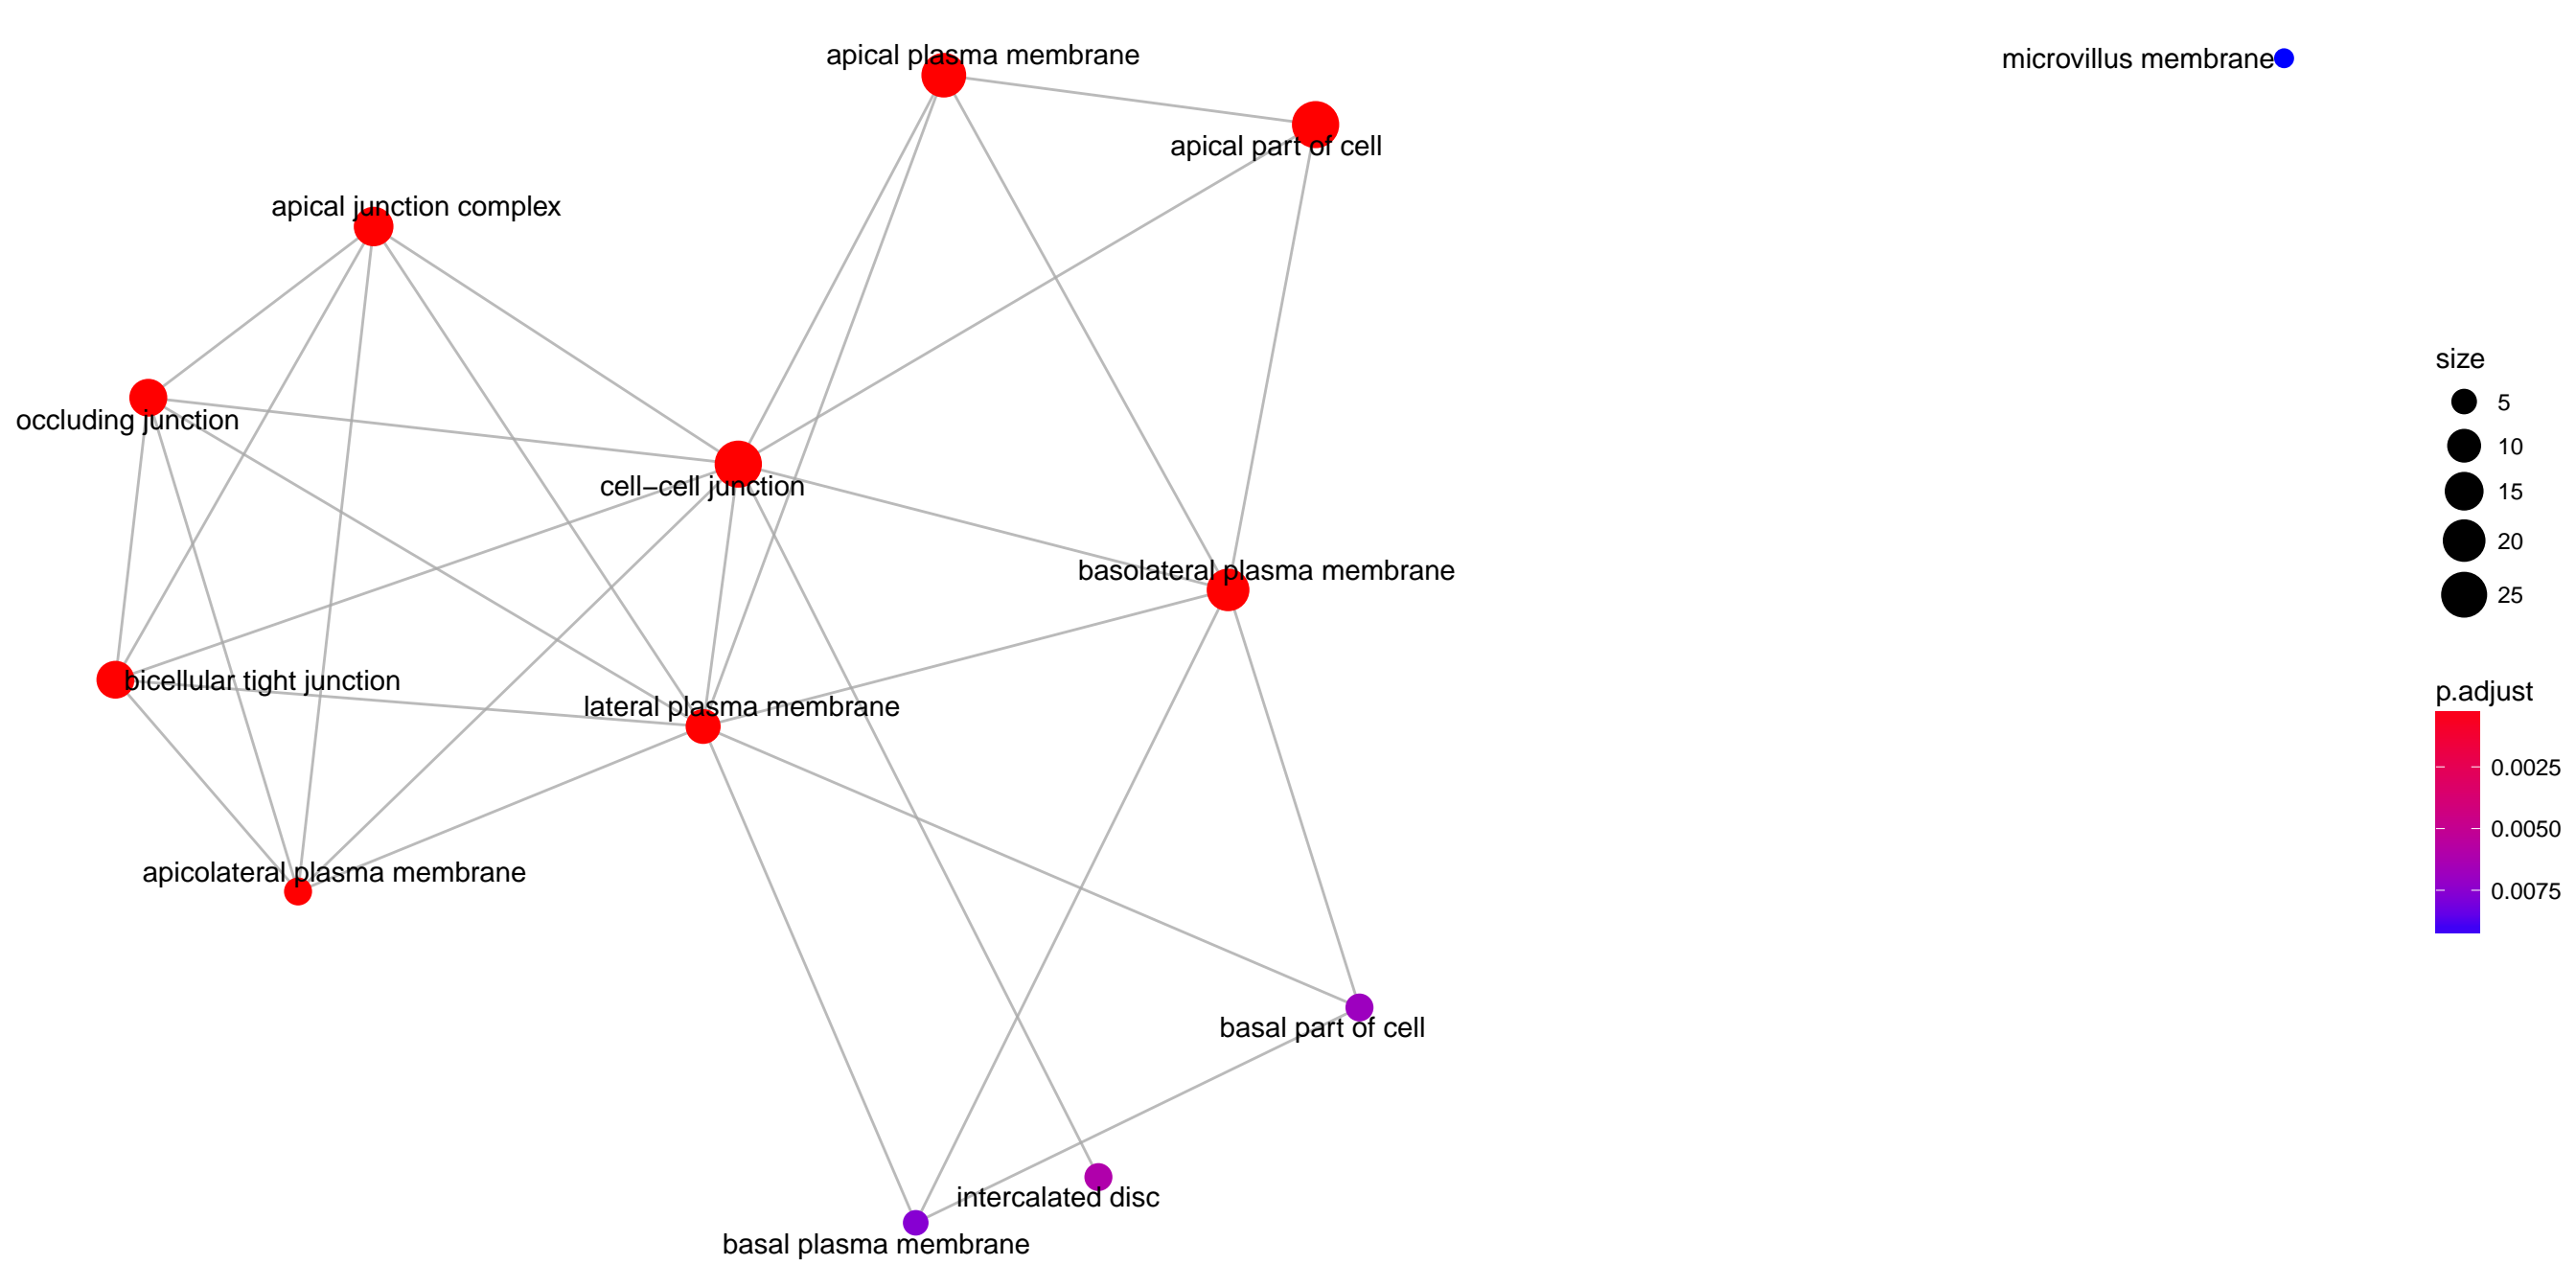 apical plasma membrane
microvillus membrane
apical part of cell
apical junction complex
occluding junction
cell−cell junction
basolateral plasma membrane
bicellular tight junction
lateral plasma membrane
apicolateral plasma membrane
basal part of cell
intercalated disc
basal plasma membrane
size
5
10
15
20
25
p.adjust
0.0025
0.0050
0.0075